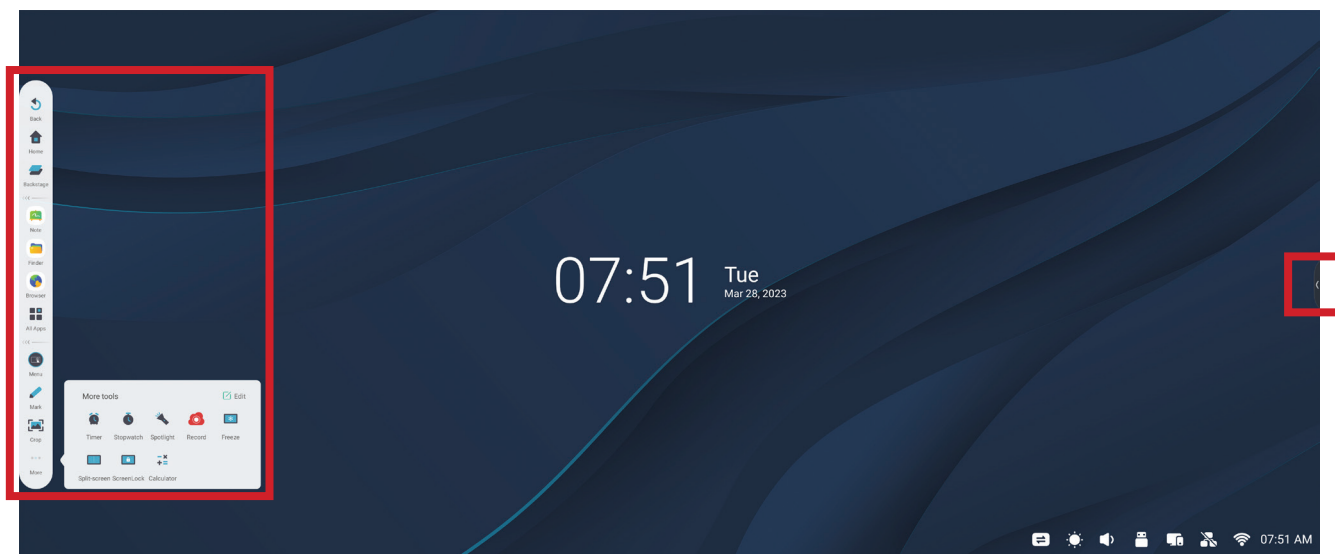 Back
Home
Backstage
Note
Finder
Browser
All Apps
Menu
Mark
Crop
More
More tools Edit
Timer Stopwatch Spotlight Record Freeze
Split-screen ScreenLock Calculator
07:51 Tue
Mar 28, 2023
07:51 AM